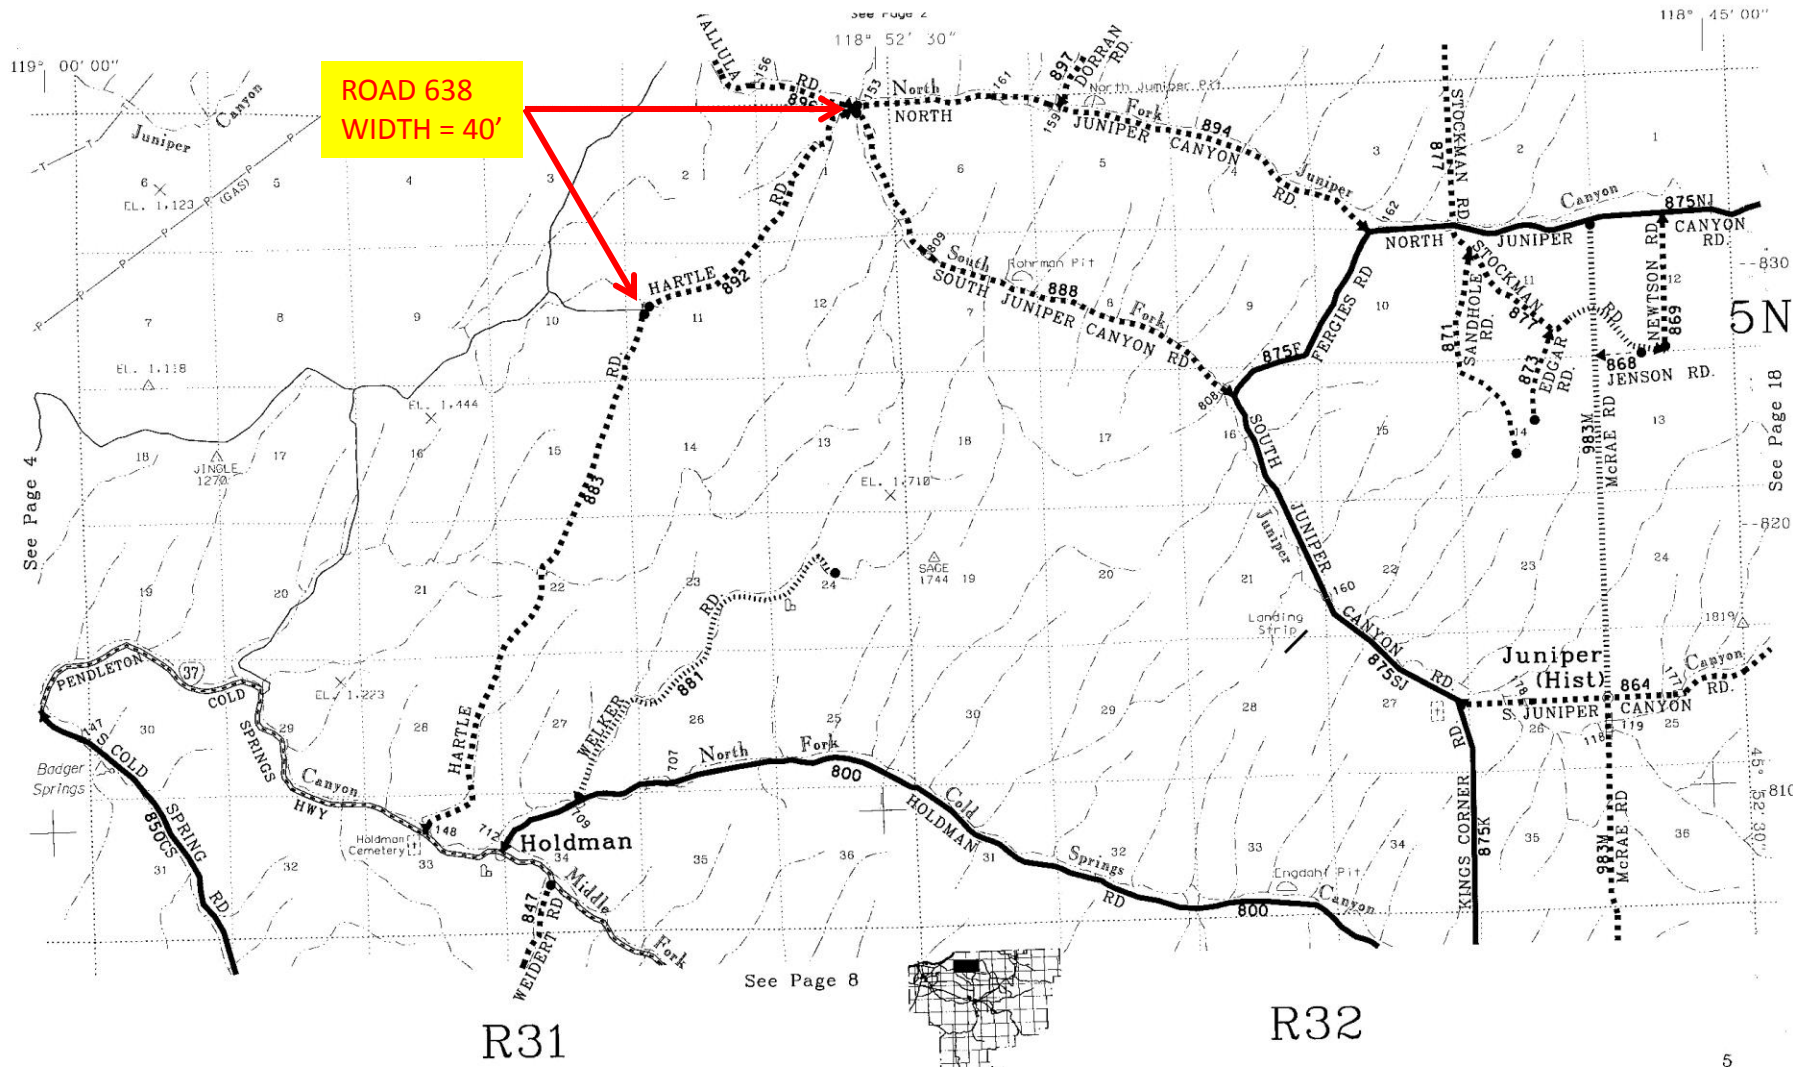 See Page 2
118° 52' 30"
118° 45' 00"
119° 00' 00"
ROAD 638
WIDTH = 40'
Juniper
Canyon
(GAS)
EL. 1,123
WALLULA
RD.
896
156
153
North
NORTH
161
897
DORRAN
RD.
North Juniper Pit
159
Fork
JUNIPER CANYON
894
RD.
Juniper
162
877
STOCKMAN RD.
Canyon
875NJ
NORTH
JUNIPER
CANYON
RD.
6
5
4
3
2
1
6
5
4
3
2
1
HARTLE
RD.
892
809
South
Rohrman Pit
SOUTH JUNIPER CANYON RD
888
Fork
FERGIES RD
875F
STOCKMAN
877
RD
SANDHOLE
RD.
871
873
EDGAR
RD.
NEWTSON RD.
869
868
JENSON RD.
--830
5N
7
8
9
10
11
12
7
8
9
10
11
12
EL. 1,118
EL. 1,444
JINGLE
1270
See Page 4
See Page 18
18
17
16
15
14
13
18
17
16
15
14
13
808
983M
McRAE RD
HARTLE
RD
883
EL. 1,710
SAGE
1744
SOUTH
JUNIPER
CANYON
RD
875SJ
Juniper
160
Landing
Strip
--820
19
20
21
22
23
24
19
20
21
22
23
24
1819
PENDLETON
37
COLD
SPRINGS
HWY
Canyon
EL. 1,223
WELKER
RD
881
Juniper
(Hist)
178
864
177
Canyon
S. JUNIPER
CANYON
RD.
118
119
30
29
28
27
26
25
30
29
28
27
26
25
147
S COLD
SPRING
RD
850CS
Badger
Springs
707
North
Fork
800
Cold
HOLDMAN
Springs
RD
800
Canyon
Engdahl Pit
KINGS CORNER
RD
875K
983M
McRAE RD
810
45° 52' 30"
Holdman
Cemetery
148
712
709
Holdman
Middle
Fork
847
WEIDERT RD
32
33
34
35
36
31
32
33
34
35
36
See Page 8
R31
R32
5